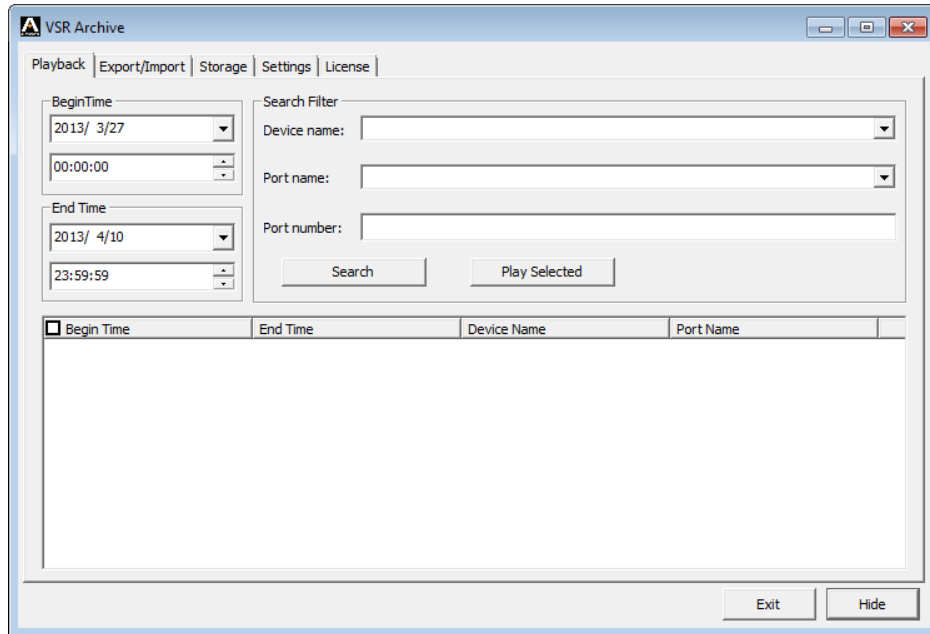 VSR Archive
Playback Export/Import Storage Settings License
BeginTime
2013/ 3/27
00:00:00
End Time
2013/ 4/10
23:59:59
Search Filter
Device name:
Port name:
Port number:
Search Play Selected
Begin Time End Time Device Name Port Name
Exit Hide